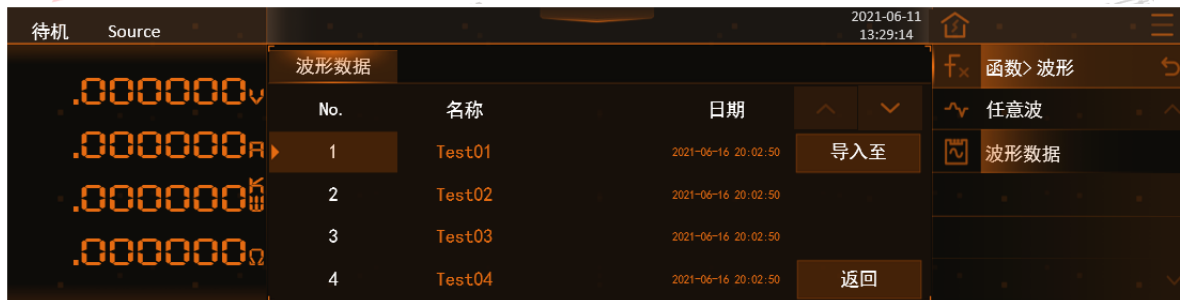 待机 Source
2021-06-11
13:29:14
.000000V
.000000A
.000000KW
.000000Ω
波形数据
No. 名称 日期
1 Test01 2021-06-16 20:02:50 导入至
2 Test02 2021-06-16 20:02:50
3 Test03 2021-06-16 20:02:50
4 Test04 2021-06-16 20:02:50 返回
fx 函数>波形
任意波
波形数据